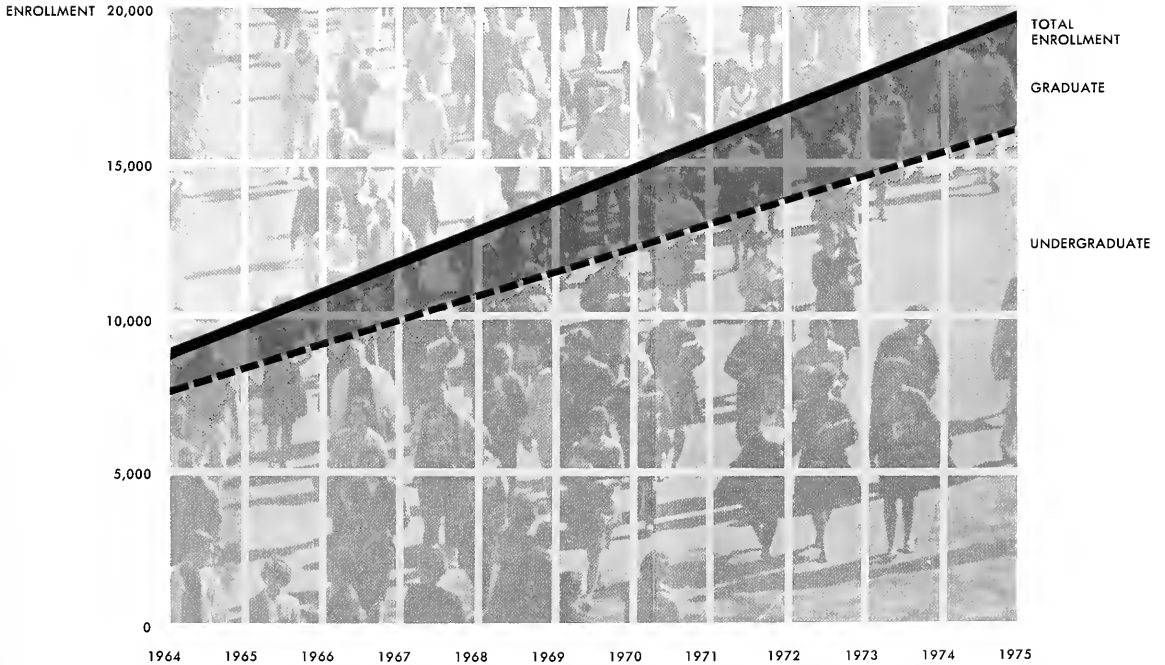 ENROLLMENT 20,000
TOTAL
ENROLLMENT
GRADUATE
15,000
UNDERGRADUATE
10,000
5,000
0
1964 1965 1966 1967 1968 1969 1970 1971 1972 1973 1974 1975